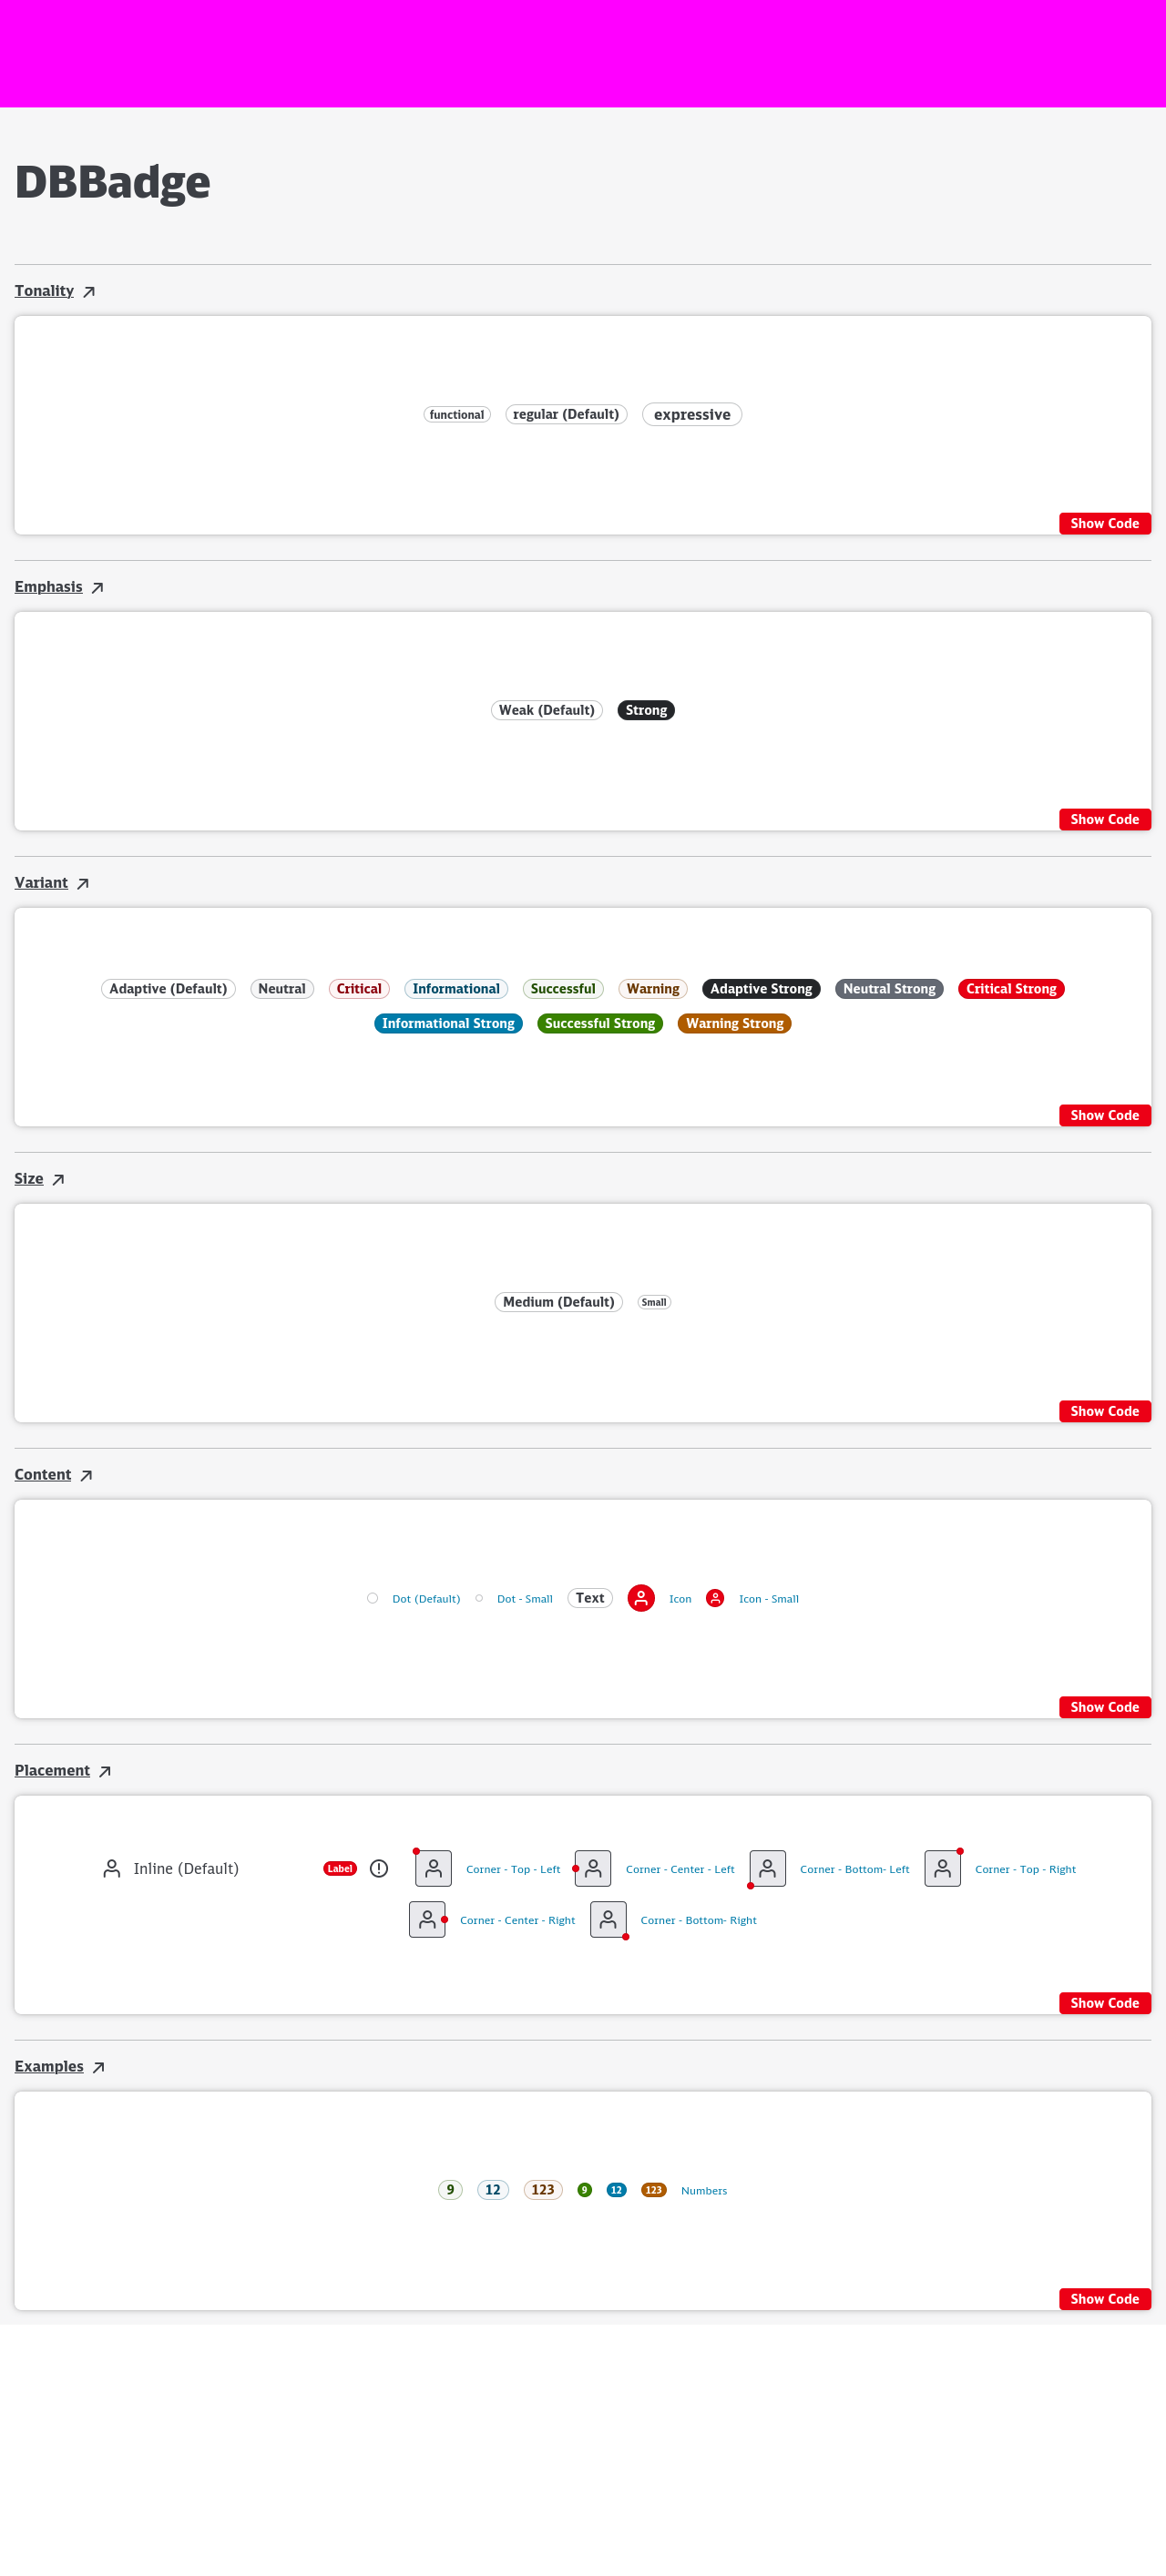 DBBadge
Tonality
functional regular (Default) expressive
Show Code
Emphasis
Weak (Default) Strong
Show Code
Variant
Adaptive (Default) Neutral Critical Informational Successful Warning Adaptive Strong Neutral Strong Critical Strong
Informational Strong Successful Strong Warning Strong
Show Code
Size
Medium (Default) Small
Show Code
Content
Dot (Default) Dot - Small Text Icon Icon - Small
Show Code
Placement
Inline (Default) Label Corner - Top - Left Corner - Center - Left Corner - Bottom- Left Corner - Top - Right
Corner - Center - Right Corner - Bottom- Right
Show Code
Examples
9 12 123 9 12 123 Numbers
Show Code